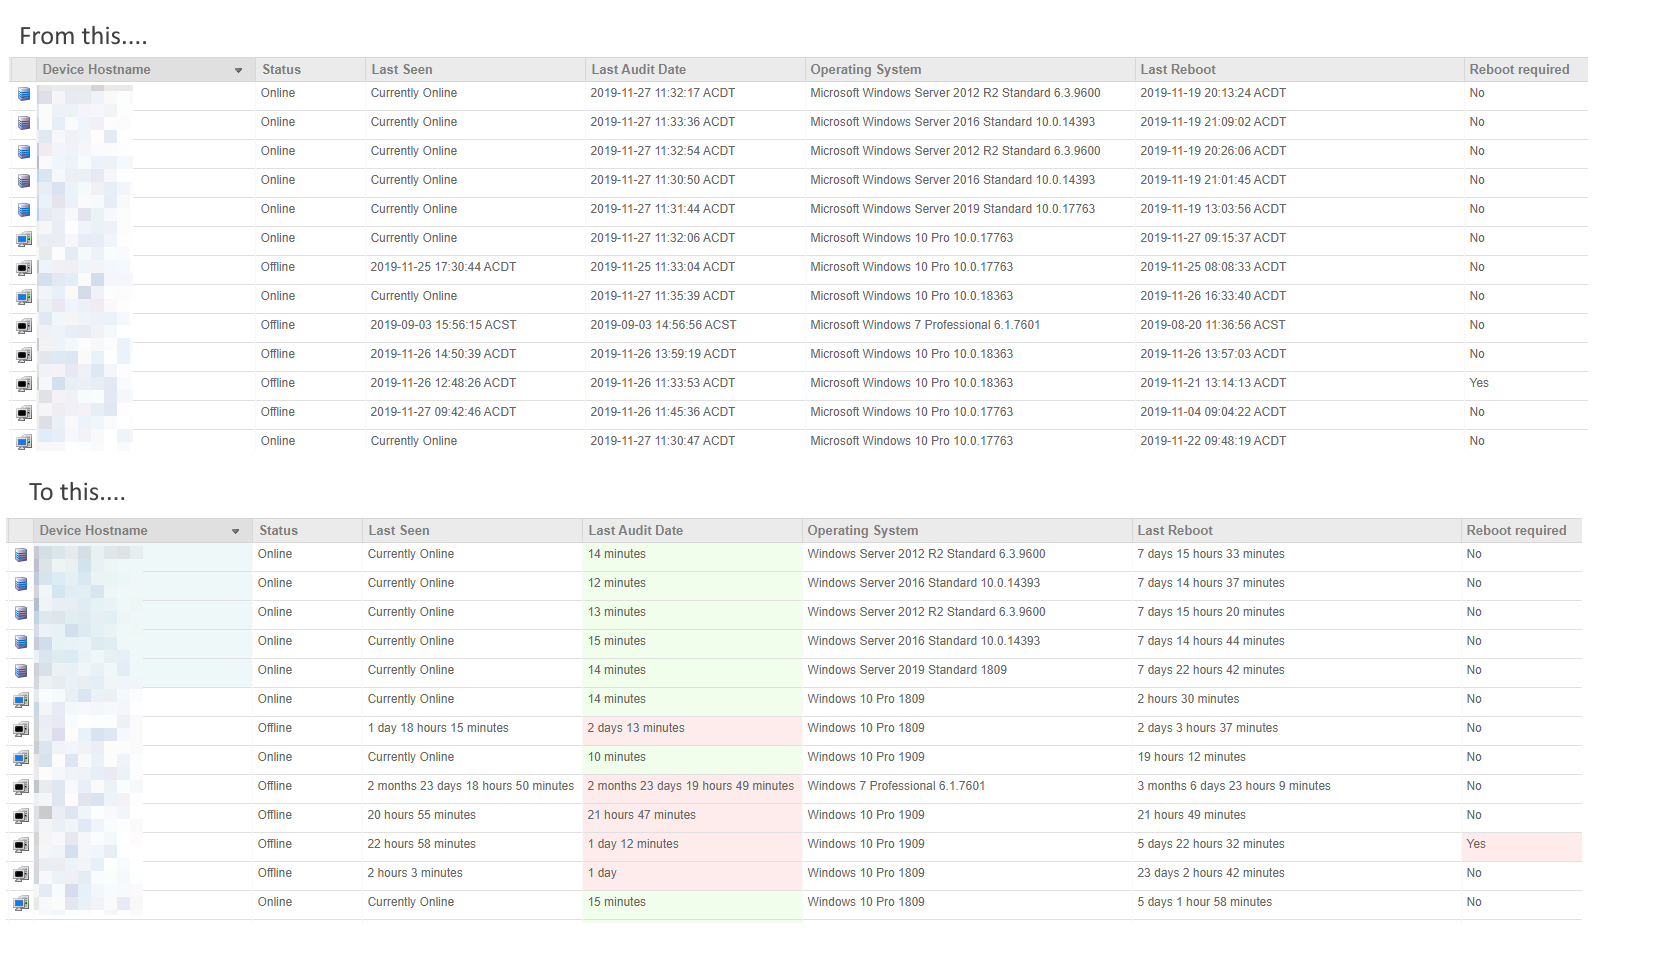 From this....
Device Hostname Status Last Seen Last Audit Date Operating System Last Reboot Reboot required
Online Currently Online 2019-11-27 11:32:17 ACDT Microsoft Windows Server 2012 R2 Standard 6.3.9600 2019-11-19 20:13:24 ACDT No
Online Currently Online 2019-11-27 11:33:36 ACDT Microsoft Windows Server 2016 Standard 10.0.14393 2019-11-19 21:09:02 ACDT No
Online Currently Online 2019-11-27 11:32:54 ACDT Microsoft Windows Server 2012 R2 Standard 6.3.9600 2019-11-19 20:26:06 ACDT No
Online Currently Online 2019-11-27 11:30:50 ACDT Microsoft Windows Server 2016 Standard 10.0.14393 2019-11-19 21:01:45 ACDT No
Online Currently Online 2019-11-27 11:31:44 ACDT Microsoft Windows Server 2019 Standard 10.0.17763 2019-11-19 13:03:56 ACDT No
Online Currently Online 2019-11-27 11:32:06 ACDT Microsoft Windows 10 Pro 10.0.17763 2019-11-27 09:15:37 ACDT No
Offline 2019-11-25 17:30:44 ACDT 2019-11-25 11:33:04 ACDT Microsoft Windows 10 Pro 10.0.17763 2019-11-25 08:08:33 ACDT No
Online Currently Online 2019-11-27 11:35:39 ACDT Microsoft Windows 10 Pro 10.0.18363 2019-11-26 16:33:40 ACDT No
Offline 2019-09-03 15:56:15 ACST 2019-09-03 14:56:56 ACST Microsoft Windows 7 Professional 6.1.7601 2019-08-20 11:36:56 ACST No
Offline 2019-11-26 14:50:39 ACDT 2019-11-26 13:59:19 ACDT Microsoft Windows 10 Pro 10.0.18363 2019-11-26 13:57:03 ACDT No
Offline 2019-11-26 12:48:26 ACDT 2019-11-26 11:33:53 ACDT Microsoft Windows 10 Pro 10.0.18363 2019-11-21 13:14:13 ACDT Yes
Offline 2019-11-27 09:42:46 ACDT 2019-11-26 11:45:36 ACDT Microsoft Windows 10 Pro 10.0.17763 2019-11-04 09:04:22 ACDT No
Online Currently Online 2019-11-27 11:30:47 ACDT Microsoft Windows 10 Pro 10.0.17763 2019-11-22 09:48:19 ACDT No
To this....
Device Hostname Status Last Seen Last Audit Date Operating System Last Reboot Reboot required
Online Currently Online 14 minutes Windows Server 2012 R2 Standard 6.3.9600 7 days 15 hours 33 minutes No
Online Currently Online 12 minutes Windows Server 2016 Standard 10.0.14393 7 days 14 hours 37 minutes No
Online Currently Online 13 minutes Windows Server 2012 R2 Standard 6.3.9600 7 days 15 hours 20 minutes No
Online Currently Online 15 minutes Windows Server 2016 Standard 10.0.14393 7 days 14 hours 44 minutes No
Online Currently Online 14 minutes Windows Server 2019 Standard 1809 7 days 22 hours 42 minutes No
Online Currently Online 14 minutes Windows 10 Pro 1809 2 hours 30 minutes No
Offline 1 day 18 hours 15 minutes 2 days 13 minutes Windows 10 Pro 1809 2 days 3 hours 37 minutes No
Online Currently Online 10 minutes Windows 10 Pro 1909 19 hours 12 minutes No
Offline 2 months 23 days 18 hours 50 minutes 2 months 23 days 19 hours 49 minutes Windows 7 Professional 6.1.7601 3 months 6 days 23 hours 9 minutes No
Offline 20 hours 55 minutes 21 hours 47 minutes Windows 10 Pro 1909 21 hours 49 minutes No
Offline 22 hours 58 minutes 1 day 12 minutes Windows 10 Pro 1909 5 days 22 hours 32 minutes Yes
Offline 2 hours 3 minutes 1 day Windows 10 Pro 1809 23 days 2 hours 42 minutes No
Online Currently Online 15 minutes Windows 10 Pro 1809 5 days 1 hour 58 minutes No